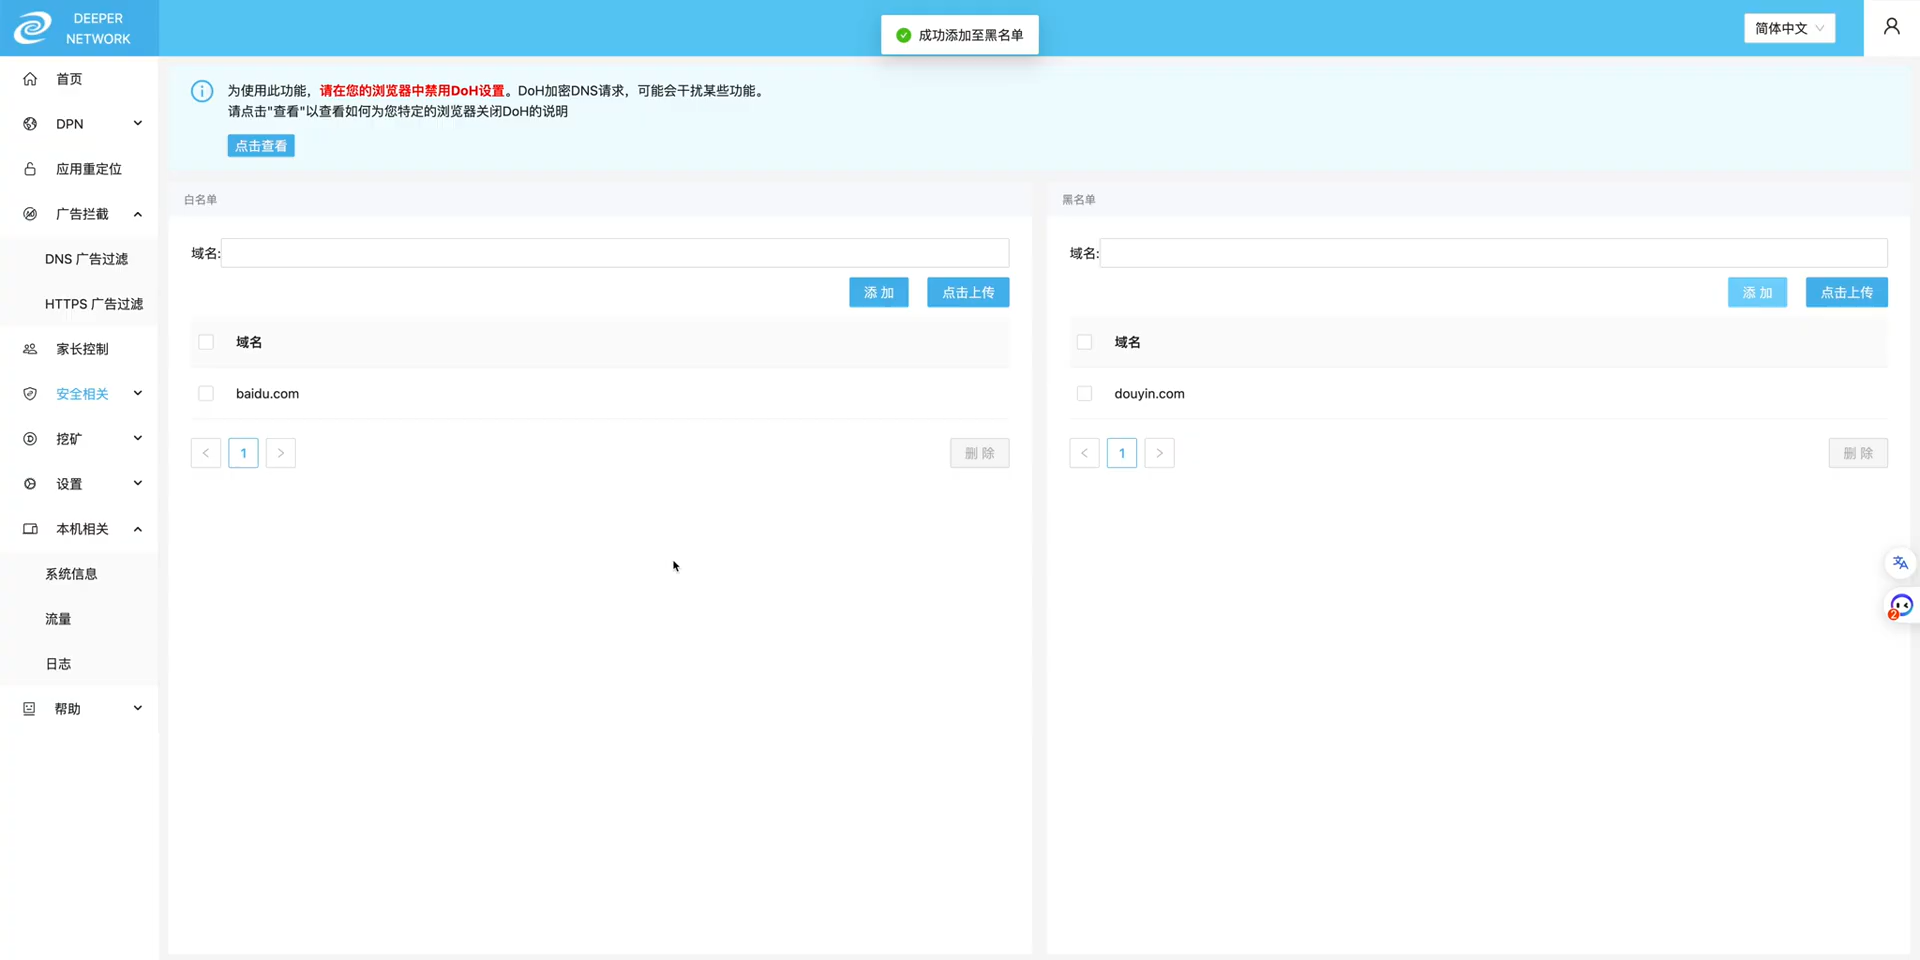 DEEPER
NETWORK
成功添加至黑名单
简体中文
首页
DPN
应用重定位
广告拦截
DNS 广告过滤
HTTPS 广告过滤
家长控制
安全相关
挖矿
设置
本机相关
系统信息
流量
日志
帮助
为使用此功能，请在您的浏览器中禁用DoH设置。DoH加密DNS请求，可能会干扰某些功能。
请点击"查看"以查看如何为您特定的浏览器关闭DoH的说明
点击查看
白名单
域名:
添 加
点击上传
域名
baidu.com
< 1 >
删 除
黑名单
域名:
添 加
点击上传
域名
douyin.com
< 1 >
删 除
2